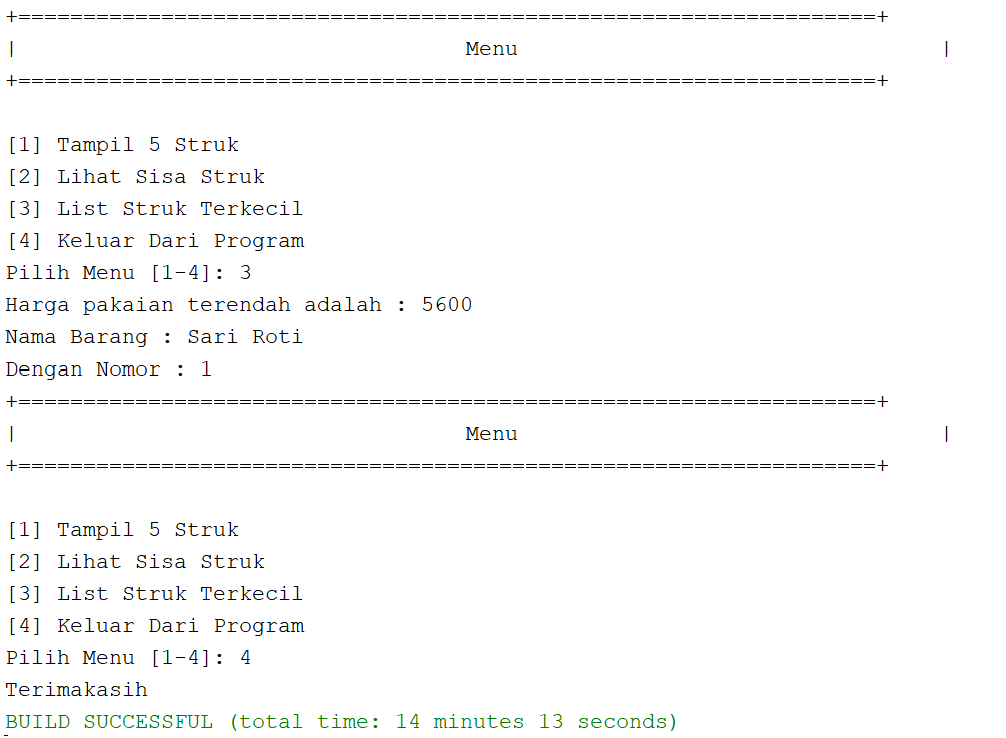 +==================================================================+
|                                   Menu                                 |
+==================================================================+
[1] Tampil 5 Struk
[2] Lihat Sisa Struk
[3] List Struk Terkecil
[4] Keluar Dari Program
Pilih Menu [1-4]: 3
Harga pakaian terendah adalah : 5600
Nama Barang : Sari Roti
Dengan Nomor : 1
+==================================================================+
|                                   Menu                                 |
+==================================================================+
[1] Tampil 5 Struk
[2] Lihat Sisa Struk
[3] List Struk Terkecil
[4] Keluar Dari Program
Pilih Menu [1-4]: 4
Terimakasih
BUILD SUCCESSFUL (total time: 14 minutes 13 seconds)